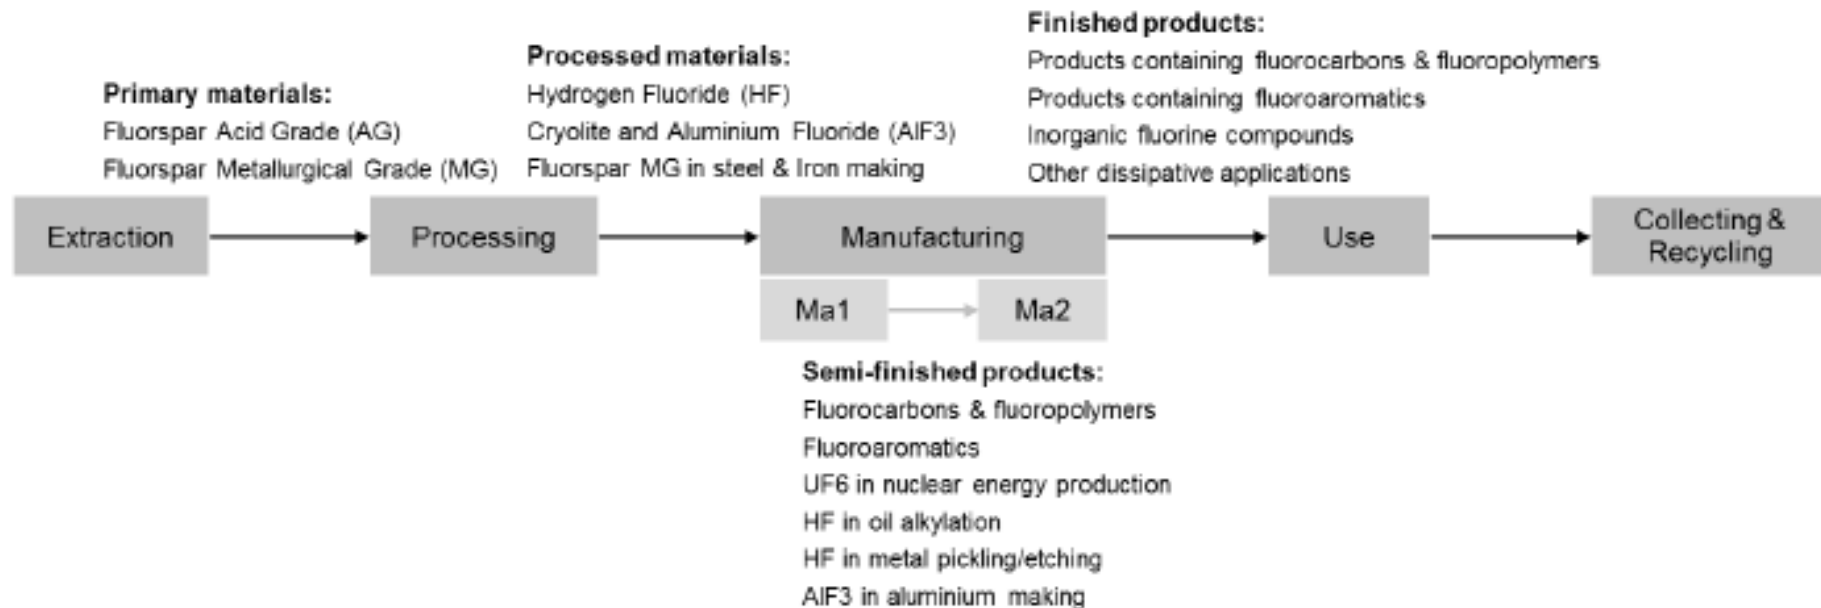 Finished products:
Products containing fluorocarbons & fluoropolymers
Products containing fluoroaromatics
Inorganic fluorine compounds
Other dissipative applications
Processed materials:
Hydrogen Fluoride (HF)
Cryolite and Aluminium Fluoride (AlF3)
Fluorspar MG in steel & Iron making
Primary materials:
Fluorspar Acid Grade (AG)
Fluorspar Metallurgical Grade (MG)
Extraction
Processing
Manufacturing
Use
Collecting &
Recycling
Ma1
Ma2
Semi-finished products:
Fluorocarbons & fluoropolymers
Fluoroaromatics
UF6 in nuclear energy production
HF in oil alkylation
HF in metal pickling/etching
AlF3 in aluminium making